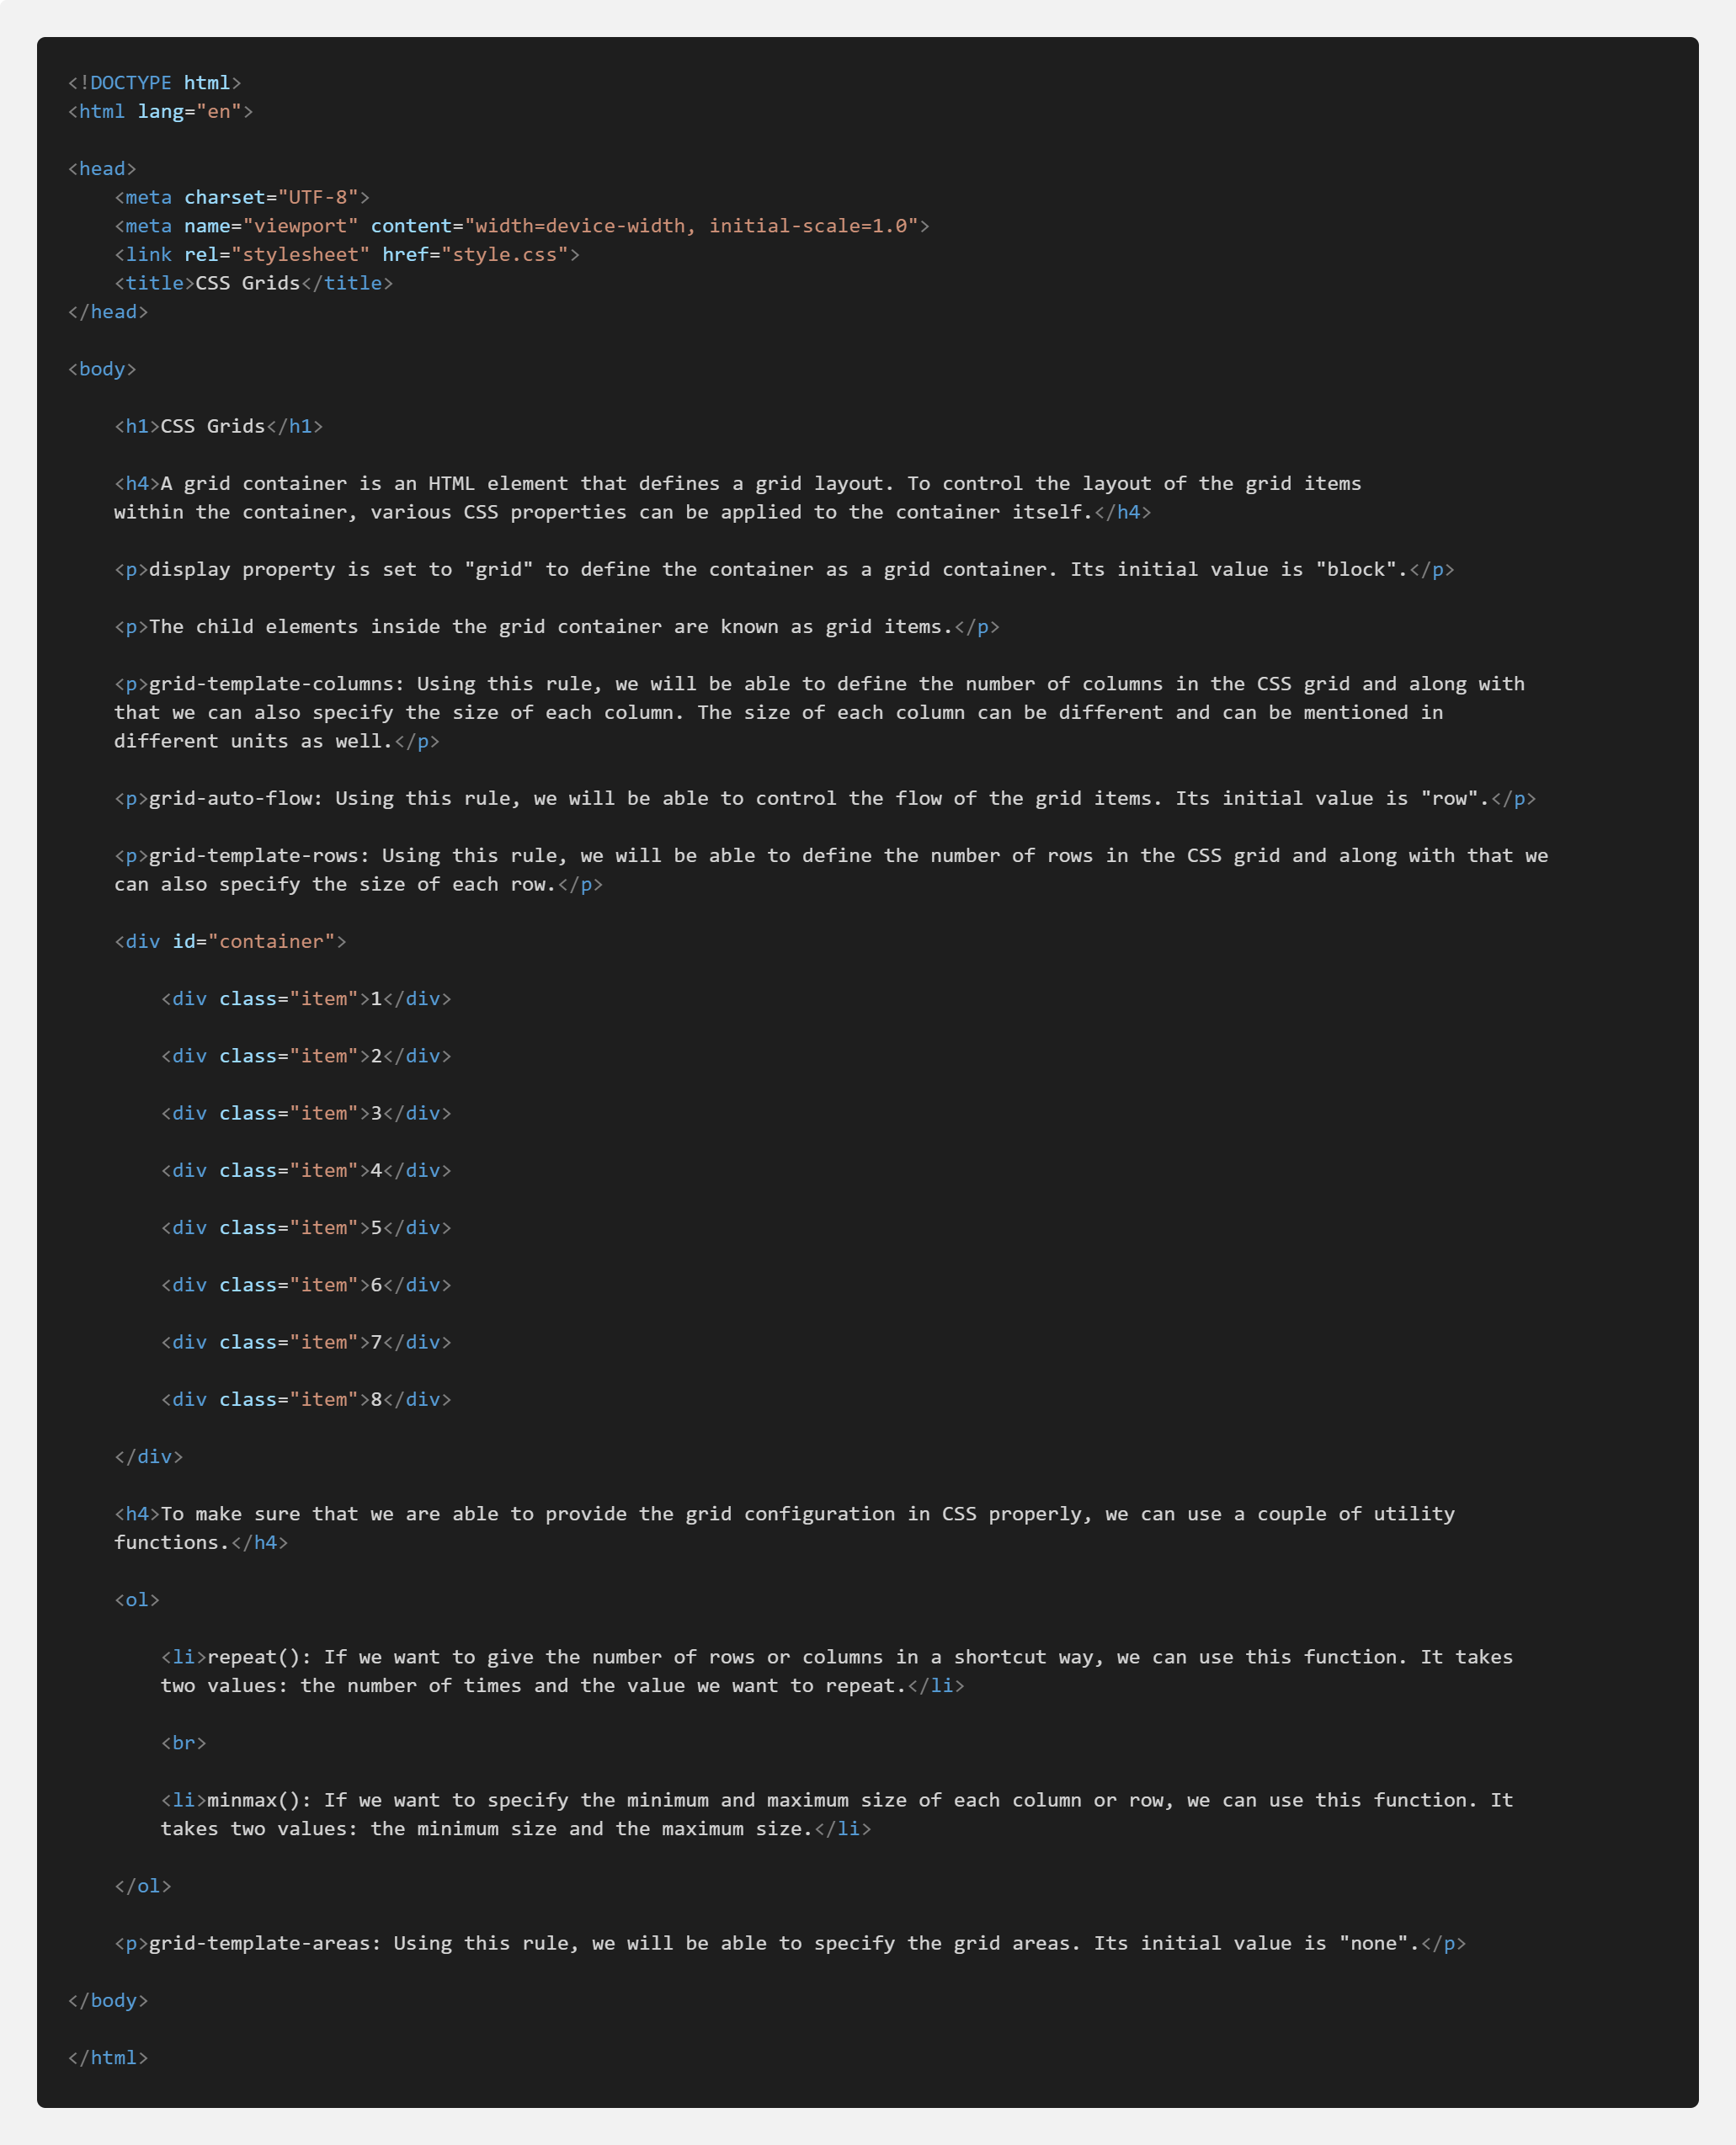 <!DOCTYPE html>
<html lang="en">
<head>
<meta charset="UTF-8">
<meta name="viewport" content="width=device-width, initial-scale=1.0">
<link rel="stylesheet" href="style.css">
<title>CSS Grids</title>
</head>
<body>
<h1>CSS Grids</h1>
<h4>A grid container is an HTML element that defines a grid layout. To control the layout of the grid items
within the container, various CSS properties can be applied to the container itself.</h4>
<p>display property is set to "grid" to define the container as a grid container. Its initial value is "block".</p>
<p>The child elements inside the grid container are known as grid items.</p>
<p>grid-template-columns: Using this rule, we will be able to define the number of columns in the CSS grid and along with
that we can also specify the size of each column. The size of each column can be different and can be mentioned in
different units as well.</p>
<p>grid-auto-flow: Using this rule, we will be able to control the flow of the grid items. Its initial value is "row".</p>
<p>grid-template-rows: Using this rule, we will be able to define the number of rows in the CSS grid and along with that we
can also specify the size of each row.</p>
<div id="container">
<div class="item">1</div>
<div class="item">2</div>
<div class="item">3</div>
<div class="item">4</div>
<div class="item">5</div>
<div class="item">6</div>
<div class="item">7</div>
<div class="item">8</div>
</div>
<h4>To make sure that we are able to provide the grid configuration in CSS properly, we can use a couple of utility
functions.</h4>
<ol>
<li>repeat(): If we want to give the number of rows or columns in a shortcut way, we can use this function. It takes
two values: the number of times and the value we want to repeat.</li>
<br>
<li>minmax(): If we want to specify the minimum and maximum size of each column or row, we can use this function. It
takes two values: the minimum size and the maximum size.</li>
</ol>
<p>grid-template-areas: Using this rule, we will be able to specify the grid areas. Its initial value is "none".</p>
</body>
</html>